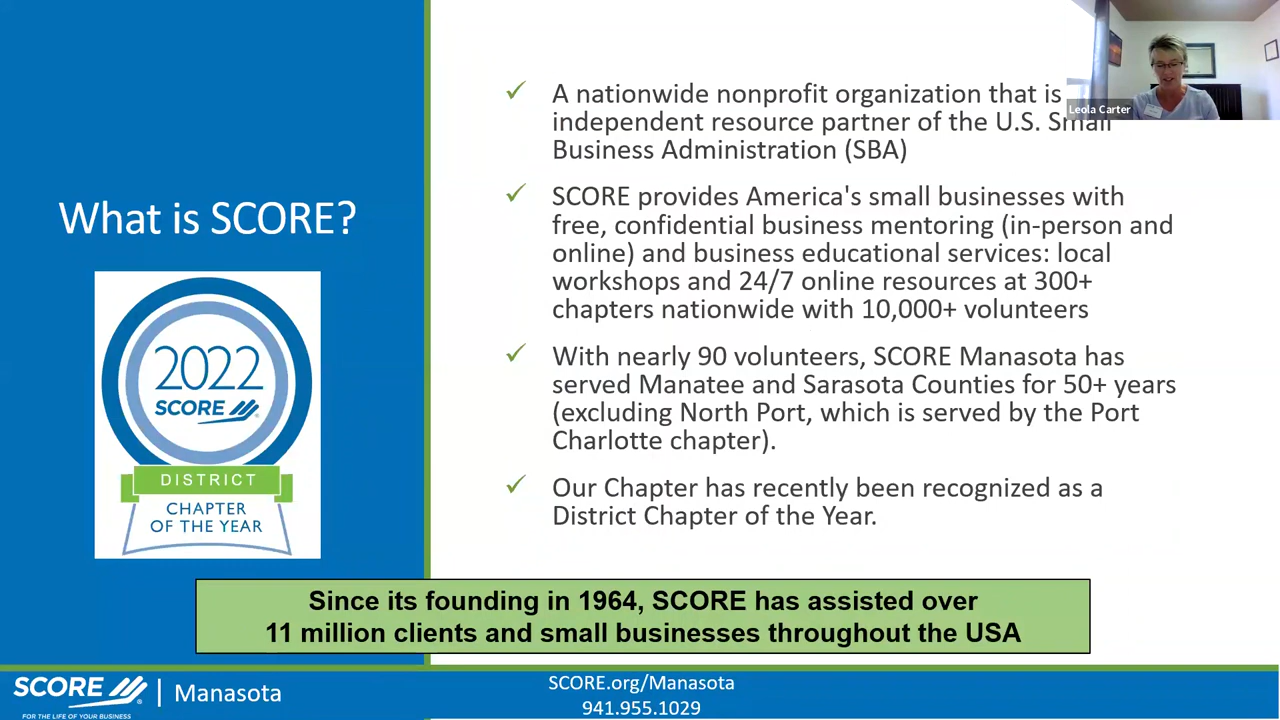 What is SCORE?
2022
SCORE
DISTRICT
CHAPTER
OF THE YEAR
✓ A nationwide nonprofit organization that is
independent resource partner of the U.S. Small
Business Administration (SBA)
✓ SCORE provides America's small businesses with
free, confidential business mentoring (in-person and
online) and business educational services: local
workshops and 24/7 online resources at 300+
chapters nationwide with 10,000+ volunteers
✓ With nearly 90 volunteers, SCORE Manasota has
served Manatee and Sarasota Counties for 50+ years
(excluding North Port, which is served by the Port
Charlotte chapter).
✓ Our Chapter has recently been recognized as a
District Chapter of the Year.
Leola Carter
Since its founding in 1964, SCORE has assisted over
11 million clients and small businesses throughout the USA
SCORE® | Manasota
FOR THE LIFE OF YOUR BUSINESS
SCORE.org/Manasota
941.955.1029